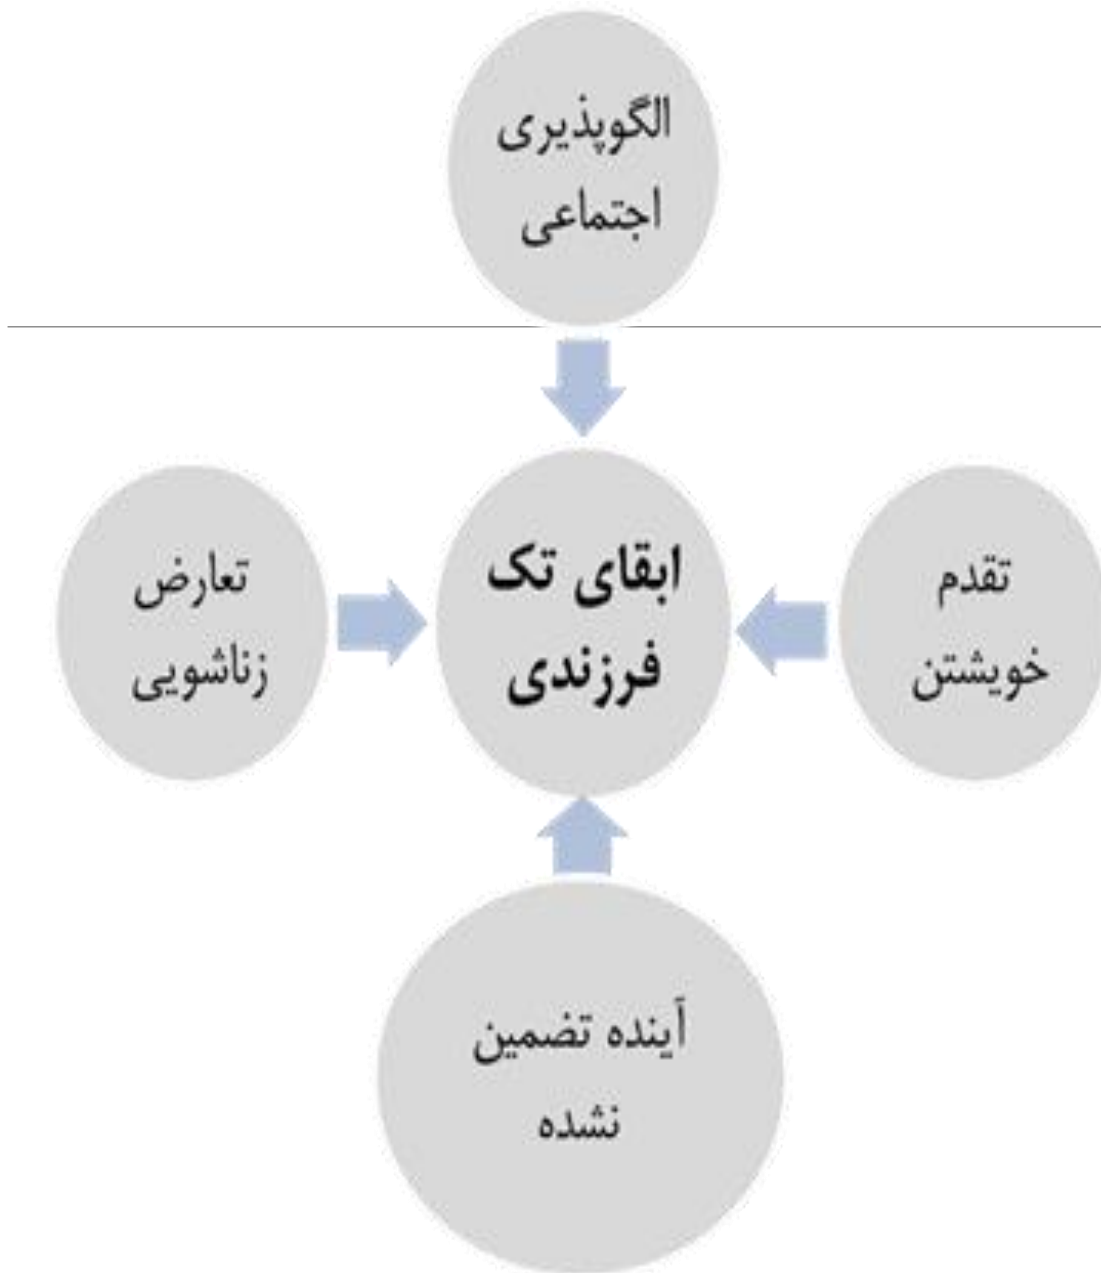 الگوپذیری
اجتماعی
تقدم
خویشتن
ابقای تک
فرزندی
تعارض
زناشویی
آینده تضمین
نشده